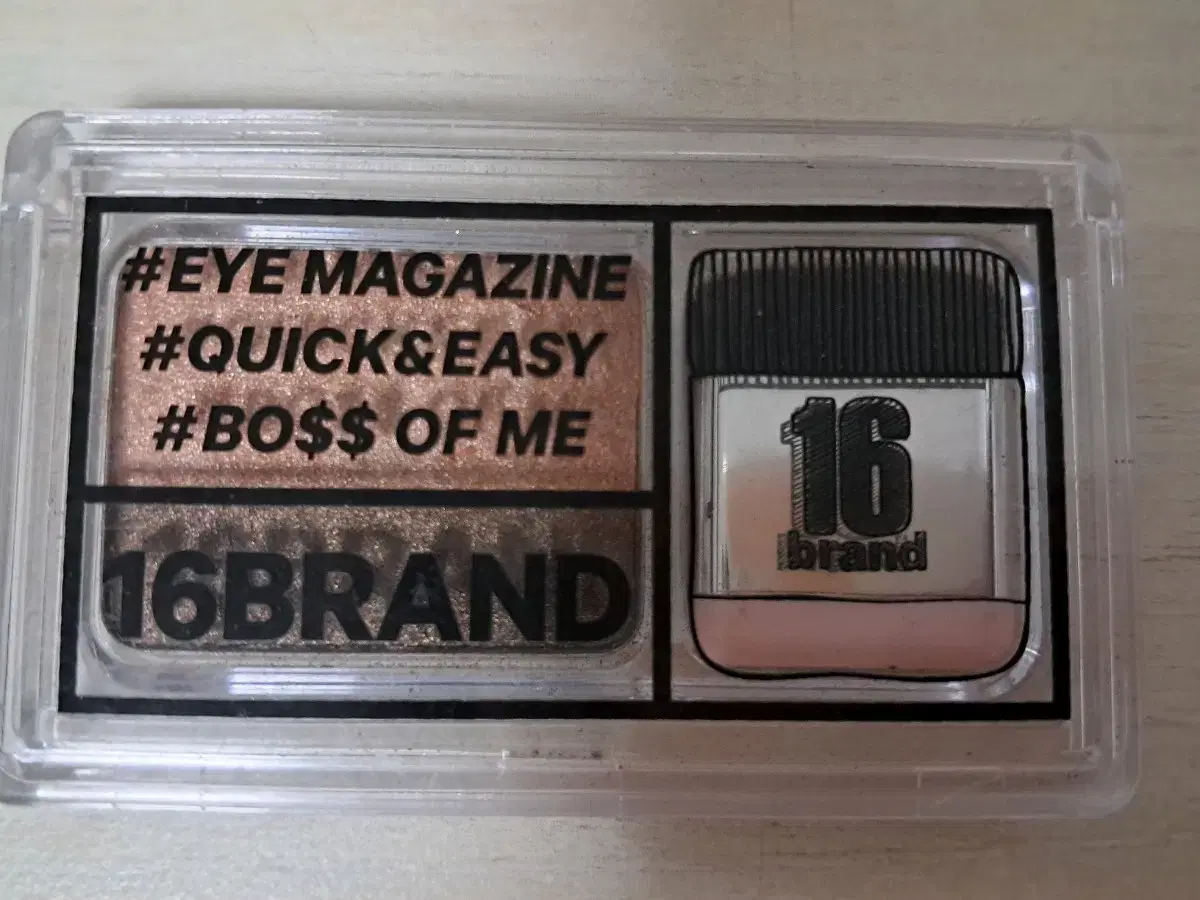 #EYE MAGAZINE
#QUICK&EASY
#BO$$ OF ME
16BRAND
16
brand